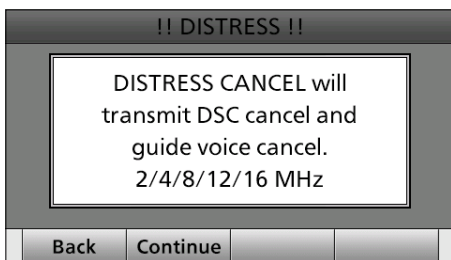 !! DISTRESS !!
DISTRESS CANCEL will
transmit DSC cancel and
guide voice cancel.
2/4/8/12/16 MHz
Back Continue